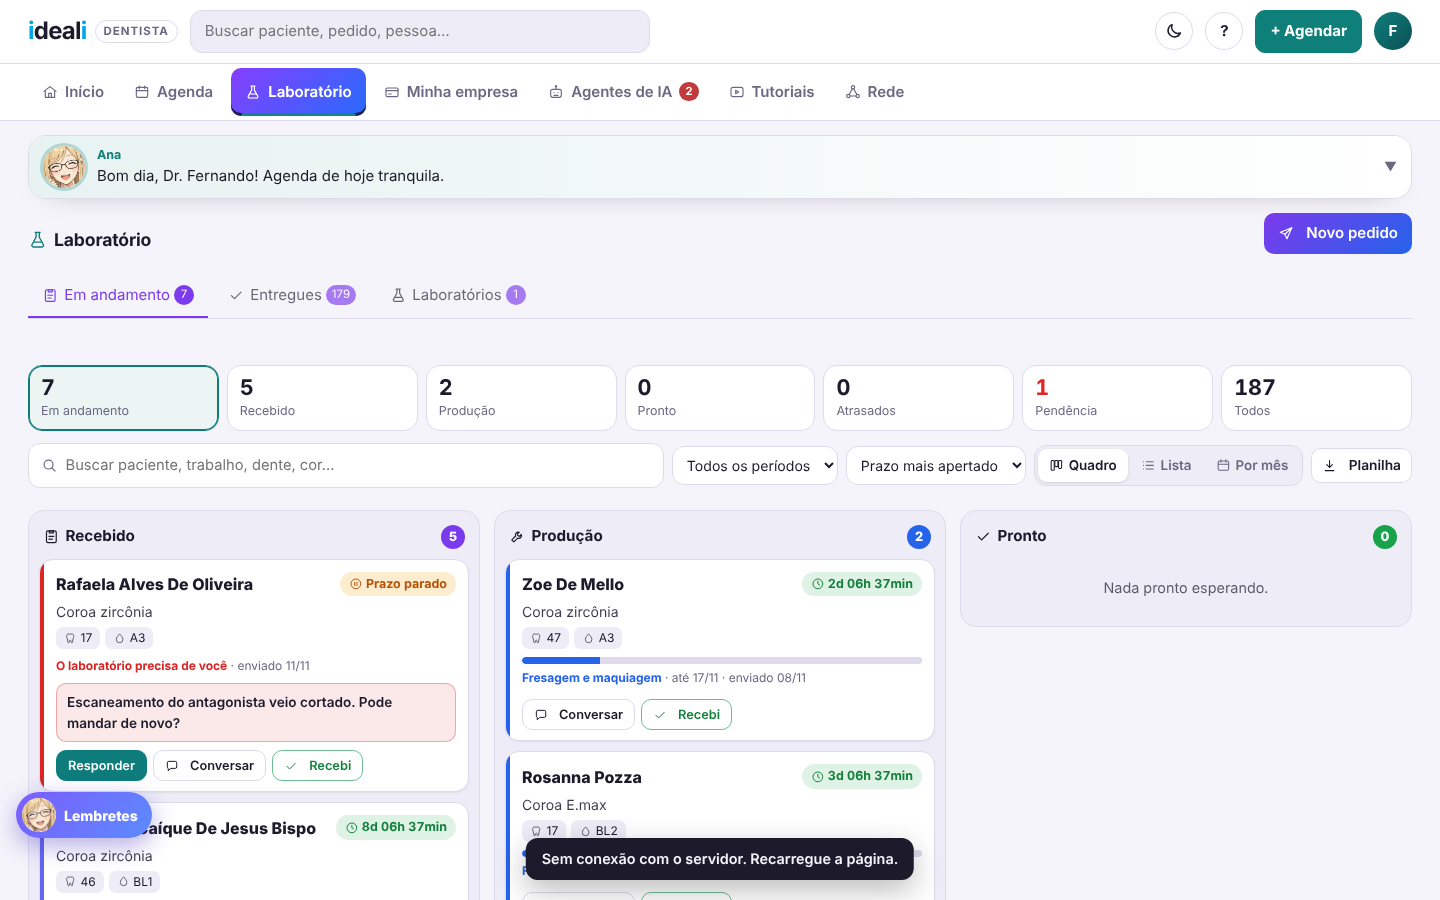 ideali DENTISTA Buscar paciente, pedido, pessoa... ? + Agendar F
Início Agenda Laboratório Minha empresa Agentes de IA 2 Tutoriais Rede
Ana
Bom dia, Dr. Fernando! Agenda de hoje tranquila.
Laboratório
Novo pedido
Em andamento 7 Entregues 179 Laboratórios 1
7 5 2 0 0 1 187
Em andamento Recebido Produção Pronto Atrasados Pendência Todos
Buscar paciente, trabalho, dente, cor... Todos os períodos Prazo mais apertado Quadro Lista Por mês Planilha
Recebido 5
Rafaela Alves De Oliveira Prazo parado
Coroa zircônia
17 A3
O laboratório precisa de você · enviado 11/11
Escaneamento do antagonista veio cortado. Pode
mandar de novo?
Responder Conversar Recebi
Lembretes
aíque De Jesus Bispo 8d 06h 37min
Coroa zircônia
46 BL1
Produção 2
Zoe De Mello 2d 06h 37min
Coroa zircônia
47 A3
Fresagem e maquiagem · até 17/11 · enviado 08/11
Conversar Recebi
Rosanna Pozza 3d 06h 37min
Coroa E.max
17 BL2
Sem conexão com o servidor. Recarregue a página.
Pronto 0
Nada pronto esperando.